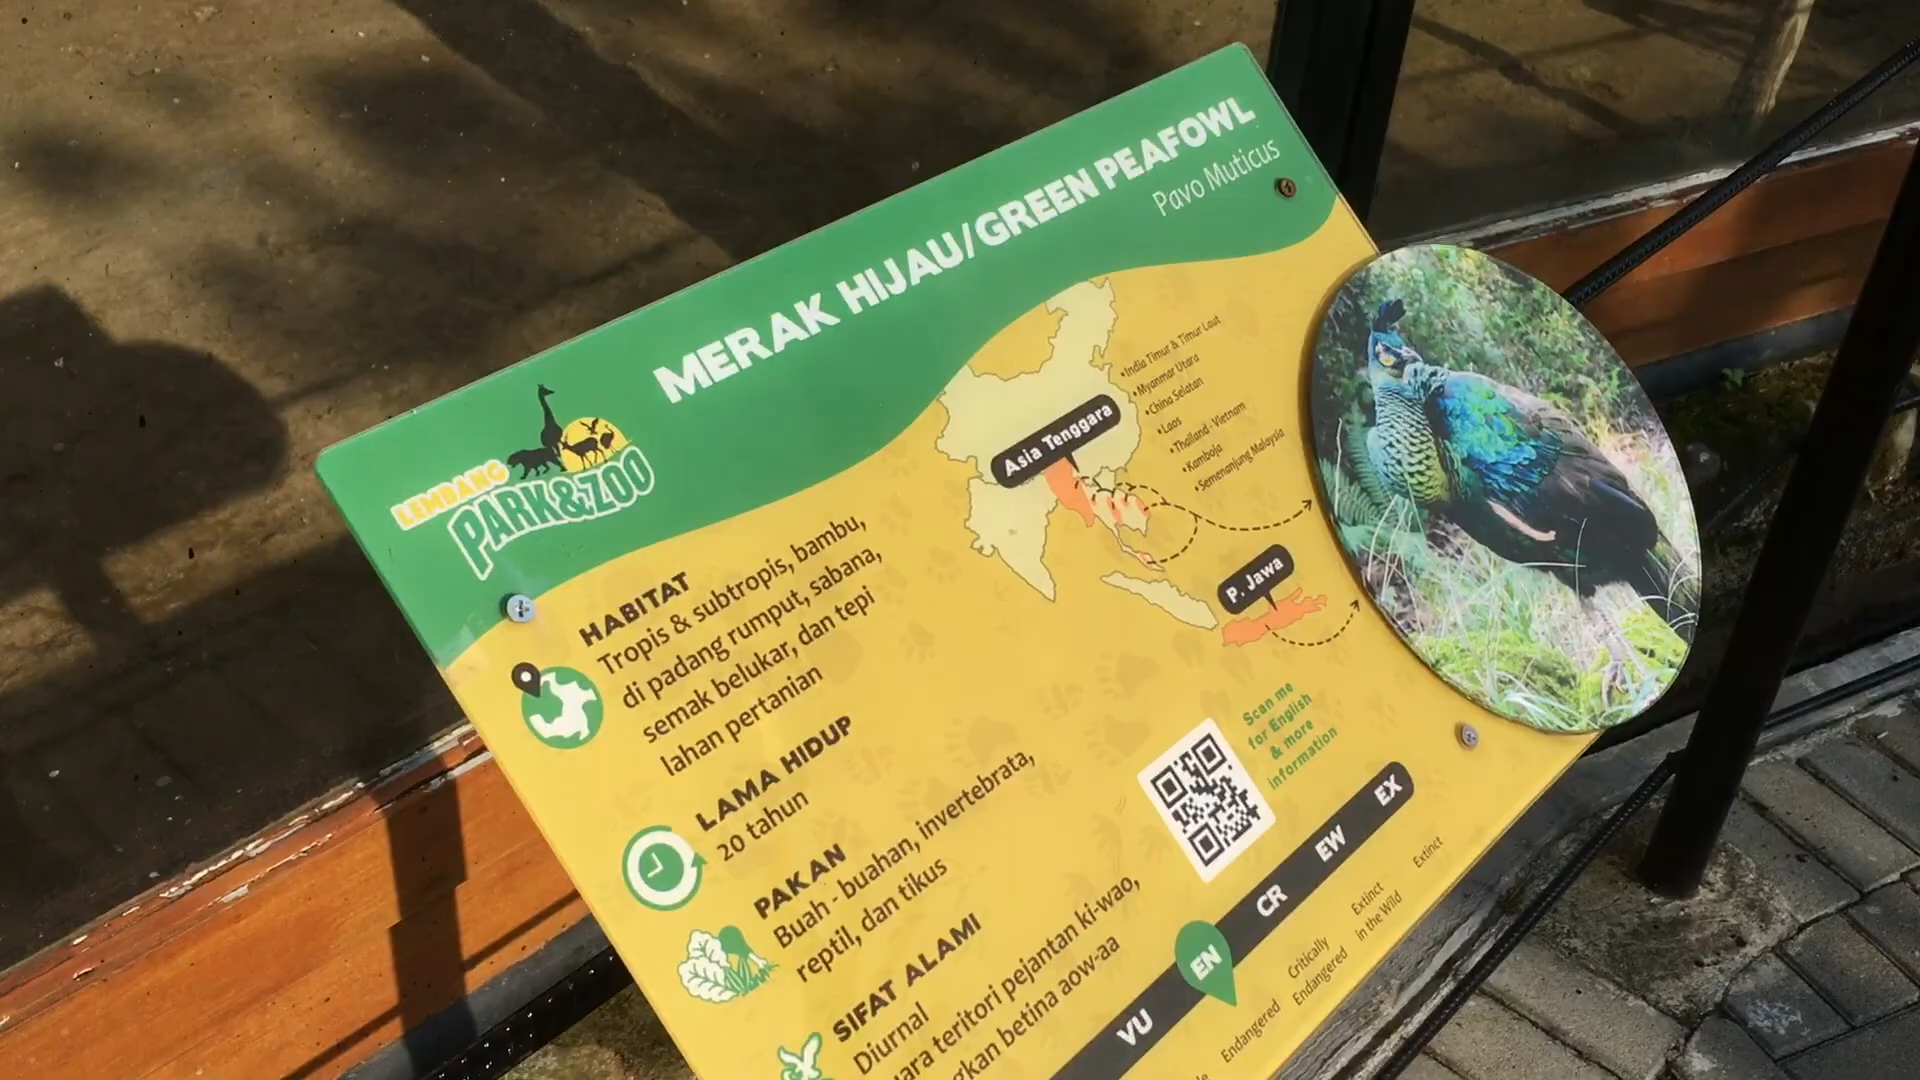 MERAK HIJAU/GREEN PEAFOWL
Pavo Muticus
LEMBANG
PARK&ZOO
HABITAT
Tropis & subtropis, bambu,
di padang rumput, sabana,
semak belukar, dan tepi
lahan pertanian
LAMA HIDUP
20 tahun
PAKAN
Buah - buahan, invertebrata,
reptil, dan tikus
SIFAT ALAMI
Diurnal
teritori pejantan ki-wao,
betina aow-aa
Asia Tenggara
•India Timur & Timur Laut
•Myanmar Utara
•China Selatan
•Laos
•Thailand - Vietnam
•Kamboja
•Semenanjung Malaysia
P. Jawa
Scan me
for English
& more
information
VU
EN
CR
EW
EX
Endangered
Critically
Endangered
Extinct
in the Wild
Extinct